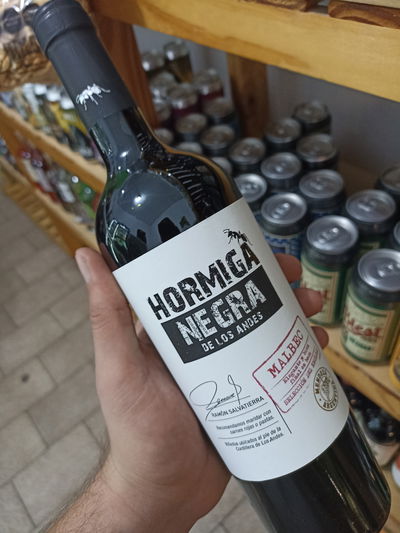 HORMIGA
NEGRA
DE LOS ANDES
MALBEC
RAMÓN SALVATIERRA
Recomendamos maridar con
carnes rojas o pastas.
Viñedos ubicados al pie de la
Cordillera de Los Andes.
MENDOZA